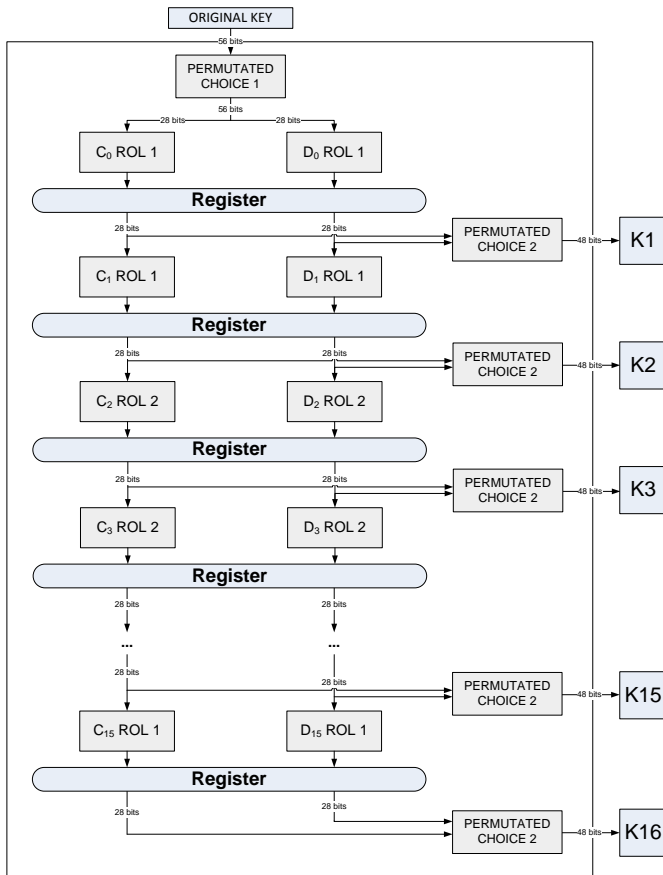 ORIGINAL KEY
56 bits
PERMUTATED
CHOICE 1
56 bits
28 bits 28 bits
C0 ROL 1 D0 ROL 1
Register
28 bits 28 bits
PERMUTATED
CHOICE 2
48 bits
K1
C1 ROL 1 D1 ROL 1
Register
28 bits 28 bits
PERMUTATED
CHOICE 2
48 bits
K2
C2 ROL 2 D2 ROL 2
Register
28 bits 28 bits
PERMUTATED
CHOICE 2
48 bits
K3
C3 ROL 2 D3 ROL 2
Register
28 bits 28 bits
... ...
28 bits 28 bits
PERMUTATED
CHOICE 2
48 bits
K15
C15 ROL 1 D15 ROL 1
Register
28 bits 28 bits
PERMUTATED
CHOICE 2
48 bits
K16